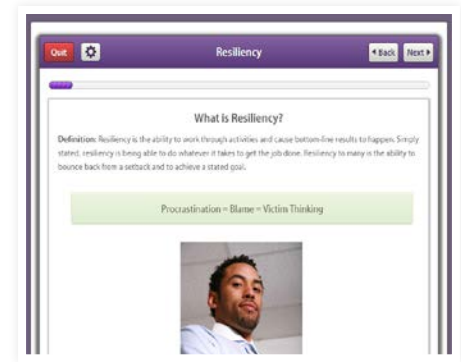 Quit
Resiliency
Back
Next
What is Resiliency?
Definition: Resiliency is the ability to work through activities and cause bottom-line results to happen. Simply
stated, resiliency is being able to do whatever it takes to get the job done. Resiliency to many is the ability to
bounce back from a setback and to achieve a stated goal.
Procrastination = Blame = Victim Thinking